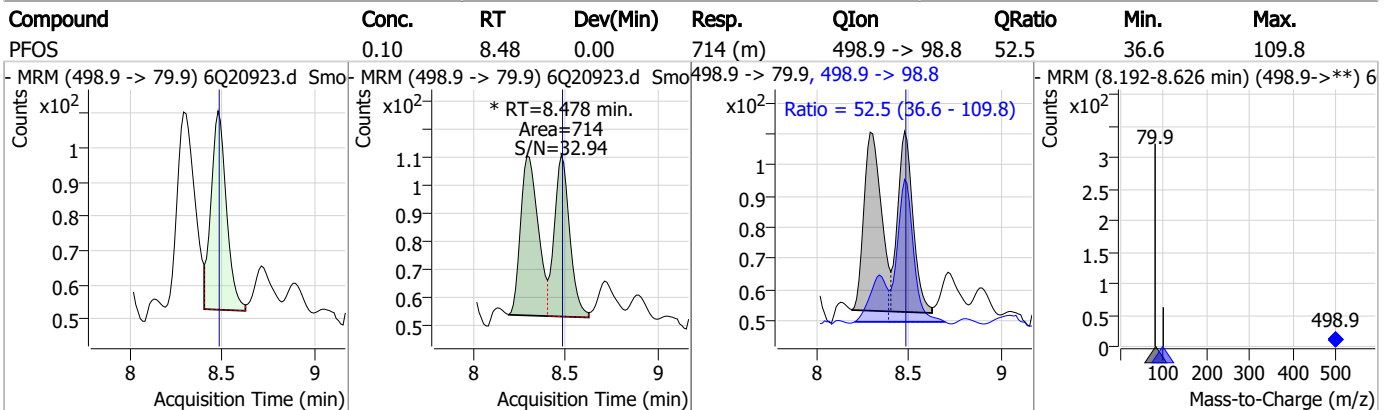 Compound Conc. RT Dev(Min) Resp. QIon QRatio Min. Max.
PFOS 0.10 8.48 0.00 714 (m) 498.9 -> 98.8 52.5 36.6 109.8
- MRM (498.9 -> 79.9) 6Q20923.d Smo
Counts
x10²
1
0.9
0.8
0.7
0.6
0.5
8 8.5 9
Acquisition Time (min)
- MRM (498.9 -> 79.9) 6Q20923.d Smo
Counts
x10²
* RT=8.478 min.
Area=714
S/N=32.94
1.1
1
0.9
0.8
0.7
0.6
0.5
8 8.5 9
Acquisition Time (min)
498.9 -> 79.9, 498.9 -> 98.8
Counts
x10²
Ratio = 52.5 (36.6 - 109.8)
1
0.9
0.8
0.7
0.6
0.5
8 8.5 9
Acquisition Time (min)
- MRM (8.192-8.626 min) (498.9->**) 6
Counts
x10²
79.9
3
2.5
2
1.5
1
0.5
0
498.9
100 200 300 400 500
Mass-to-Charge (m/z)